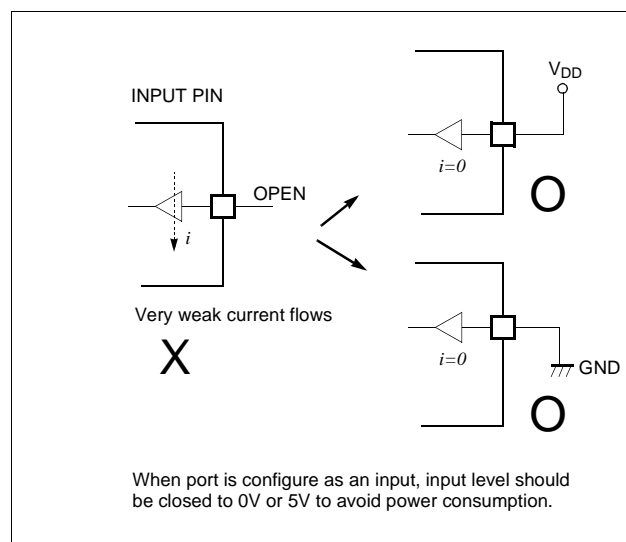 INPUT PIN
OPEN
i
Very weak current flows
X
VDD
i=0
O
i=0
GND
O
When port is configure as an input, input level should
be closed to 0V or 5V to avoid power consumption.